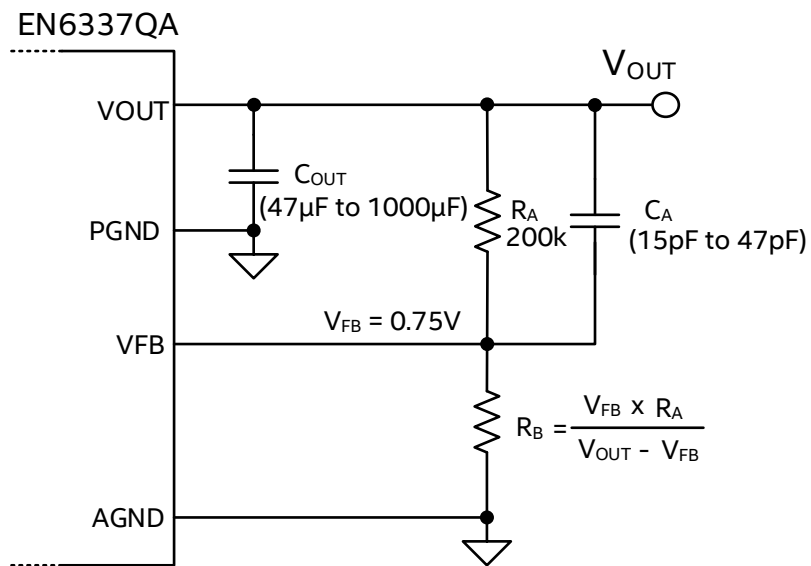 EN6337QA
VOUT
VOUT
COUT
(47µF to 1000µF)
RA
200k
CA
(15pF to 47pF)
PGND
VFB = 0.75V
VFB
RB = VFB x RA
VOUT - VFB
AGND